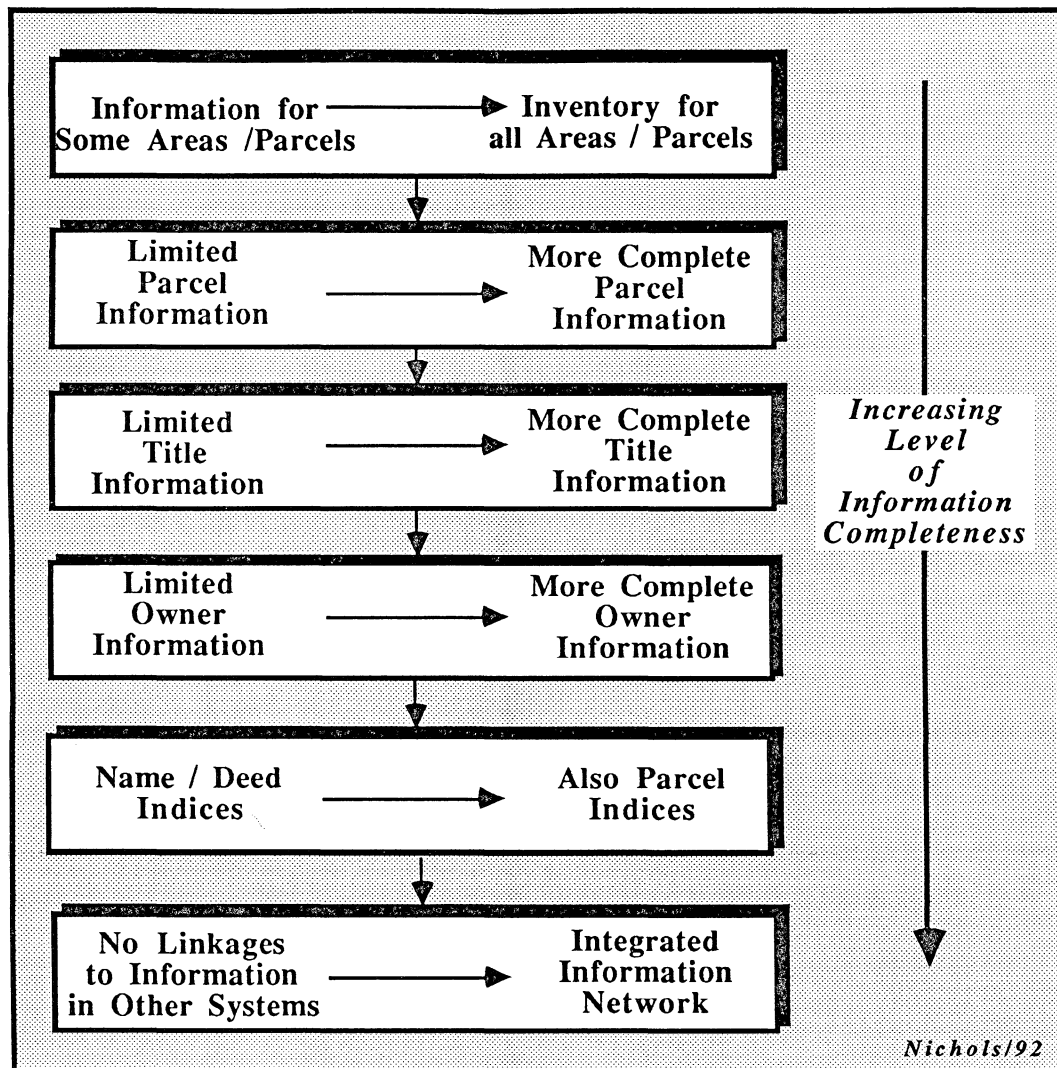 Information for
Some Areas /Parcels
Inventory for
all Areas / Parcels
Limited
Parcel
Information
More Complete
Parcel
Information
Limited
Title
Information
More Complete
Title
Information
Limited
Owner
Information
More Complete
Owner
Information
Name / Deed
Indices
Also Parcel
Indices
No Linkages
to Information
in Other Systems
Integrated
Information
Network
Increasing
Level
of
Information
Completeness
Nichols/92